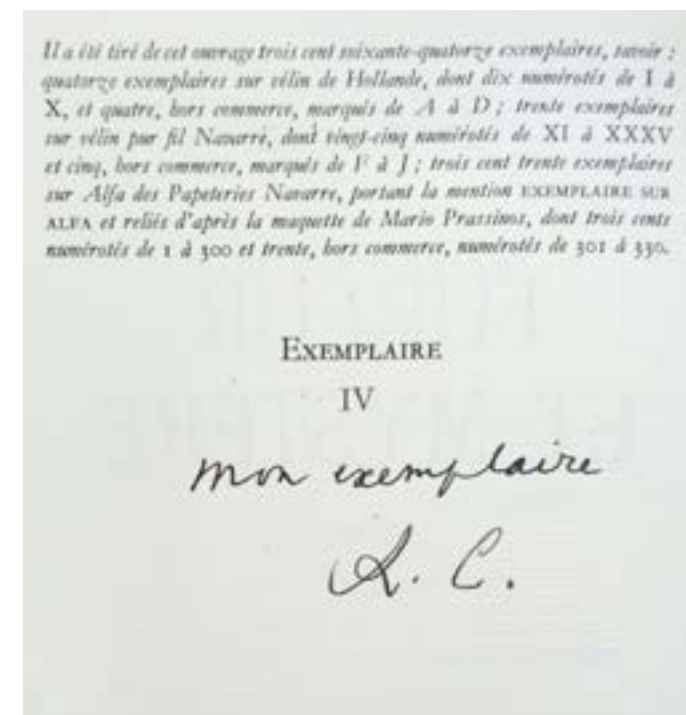 Il a été tiré de cet ouvrage trois cent soixante-quatorze exemplaires, savoir :
quatorze exemplaires sur vélin de Hollande, dont dix numérotés de I à
X, et quatre, hors commerce, marqués de A à D ; trente exemplaires
sur vélin pur fil Navarre, dont vingt-cinq numérotés de XI à XXXV
et cinq, hors commerce, marqués de F à J ; trois cent trente exemplaires
sur Alfa des Papeteries Navarre, portant la mention EXEMPLAIRE SUR
ALFA et reliés d'après la maquette de Mario Prassinos, dont trois cents
numérotés de 1 à 300 et trente, hors commerce, numérotés de 301 à 330.
EXEMPLAIRE
IV
mon exemplaire
R. C.